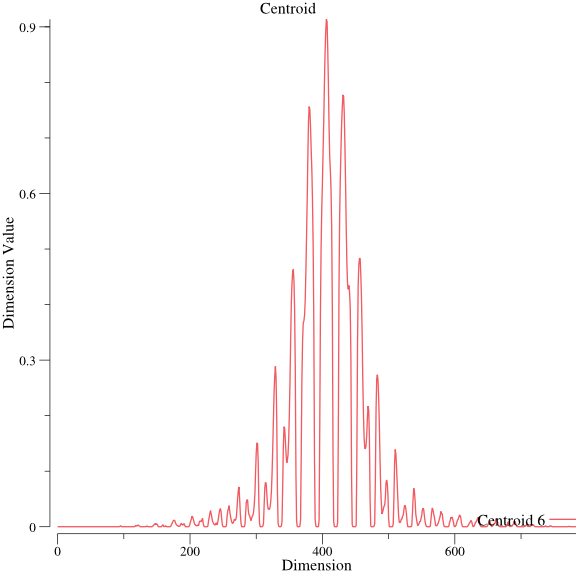 Centroid
0.9
0.6
0.3
0
Dimension Value
0 200 400 600
Dimension
Centroid 6